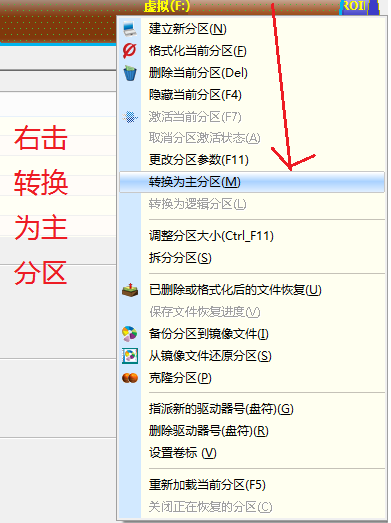 虚拟(F:)
建立新分区(N)
格式化当前分区(F)
删除当前分区(Del)
隐藏当前分区(F4)
激活当前分区(F7)
取消分区激活状态(A)
更改分区参数(F11)
转换为主分区(M)
转换为逻辑分区(L)
调整分区大小(Ctrl_F11)
拆分分区(S)
已删除或格式化后的文件恢复(U)
保存文件恢复进度(V)
备份分区到镜像文件(I)
从镜像文件还原分区(S)
克隆分区(P)
指派新的驱动器号(盘符)(G)
删除驱动器号(盘符)(R)
设置卷标 (V)
重新加载当前分区(F5)
关闭正在恢复的分区(C)
右击
转换
为主
分区